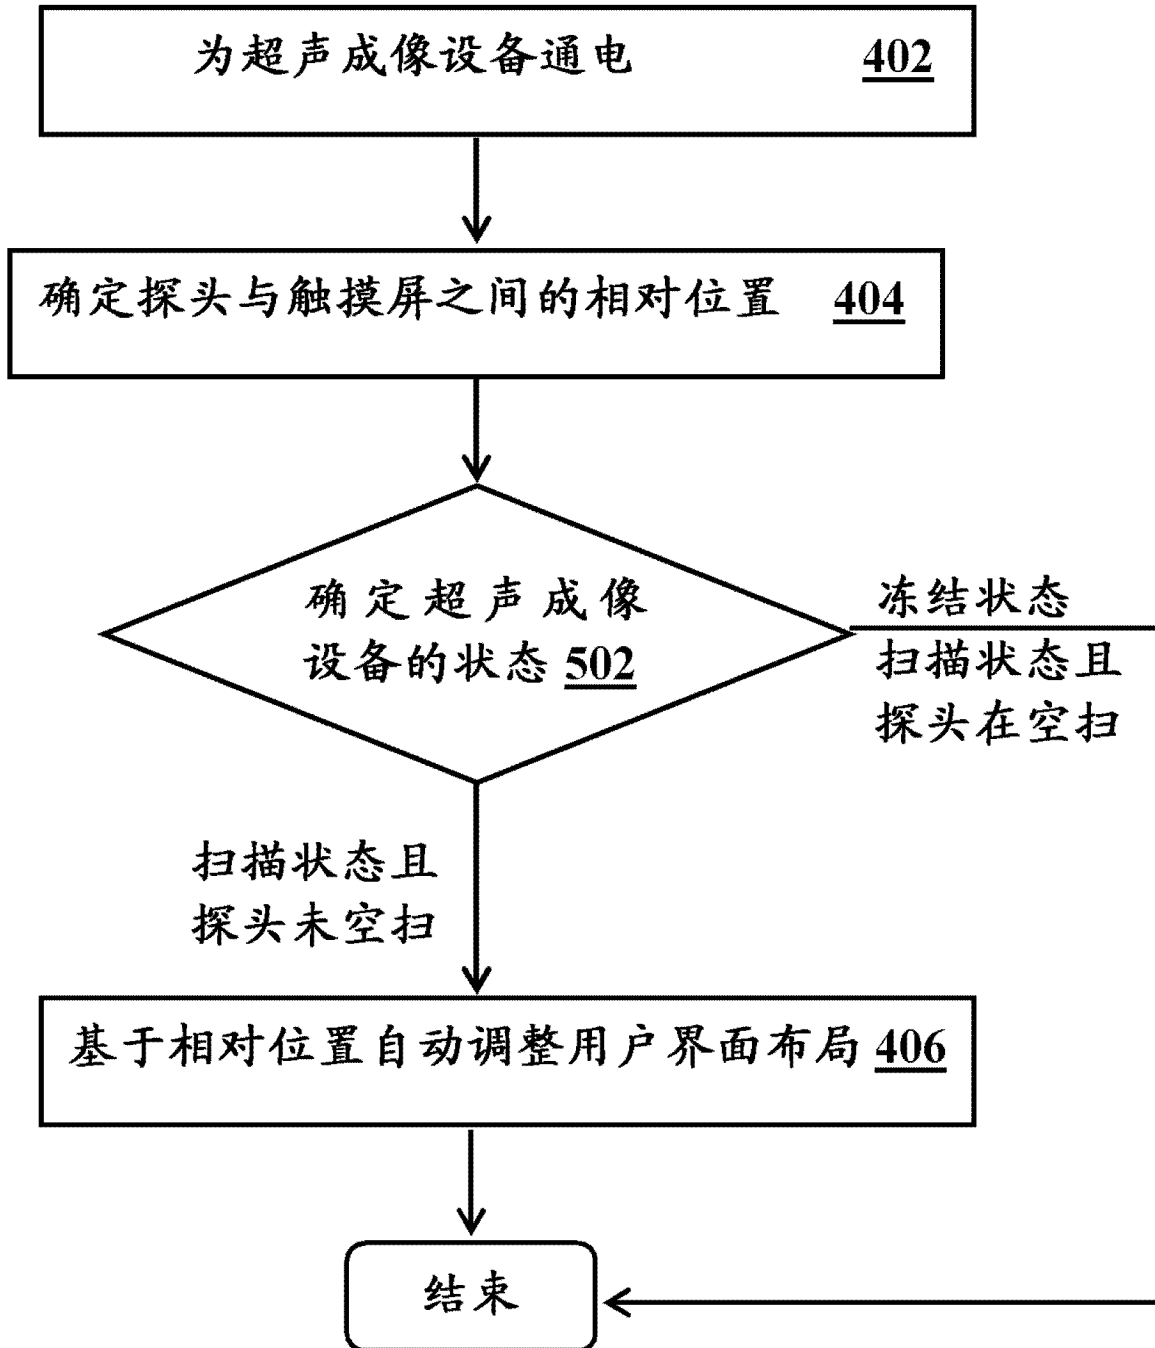 为超声成像设备通电 402
确定探头与触摸屏之间的相对位置 404
确定超声成像
设备的状态 502
冻结状态
扫描状态且
探头在空扫
扫描状态且
探头未空扫
基于相对位置自动调整用户界面布局 406
结束